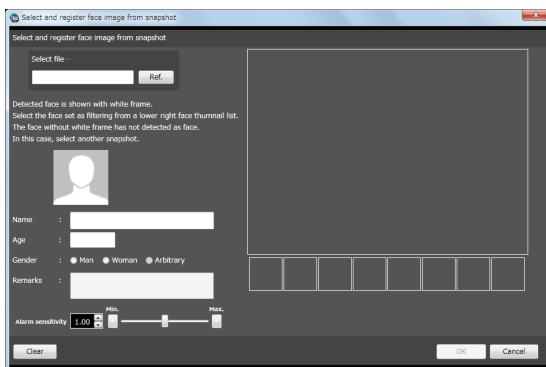 Select and register face image from snapshot
Select and register face image from snapshot
Select file...
Ref.
Detected face is shown with white frame.
Select the face set as filtering from a lower right face thumnail list.
The face without white frame has not detected as face.
In this case, select another snapshot.
Name :
Age :
Gender : Man Woman Arbitrary
Remarks :
Min. Max.
Alarm sensitivity 1.00
Clear OK Cancel